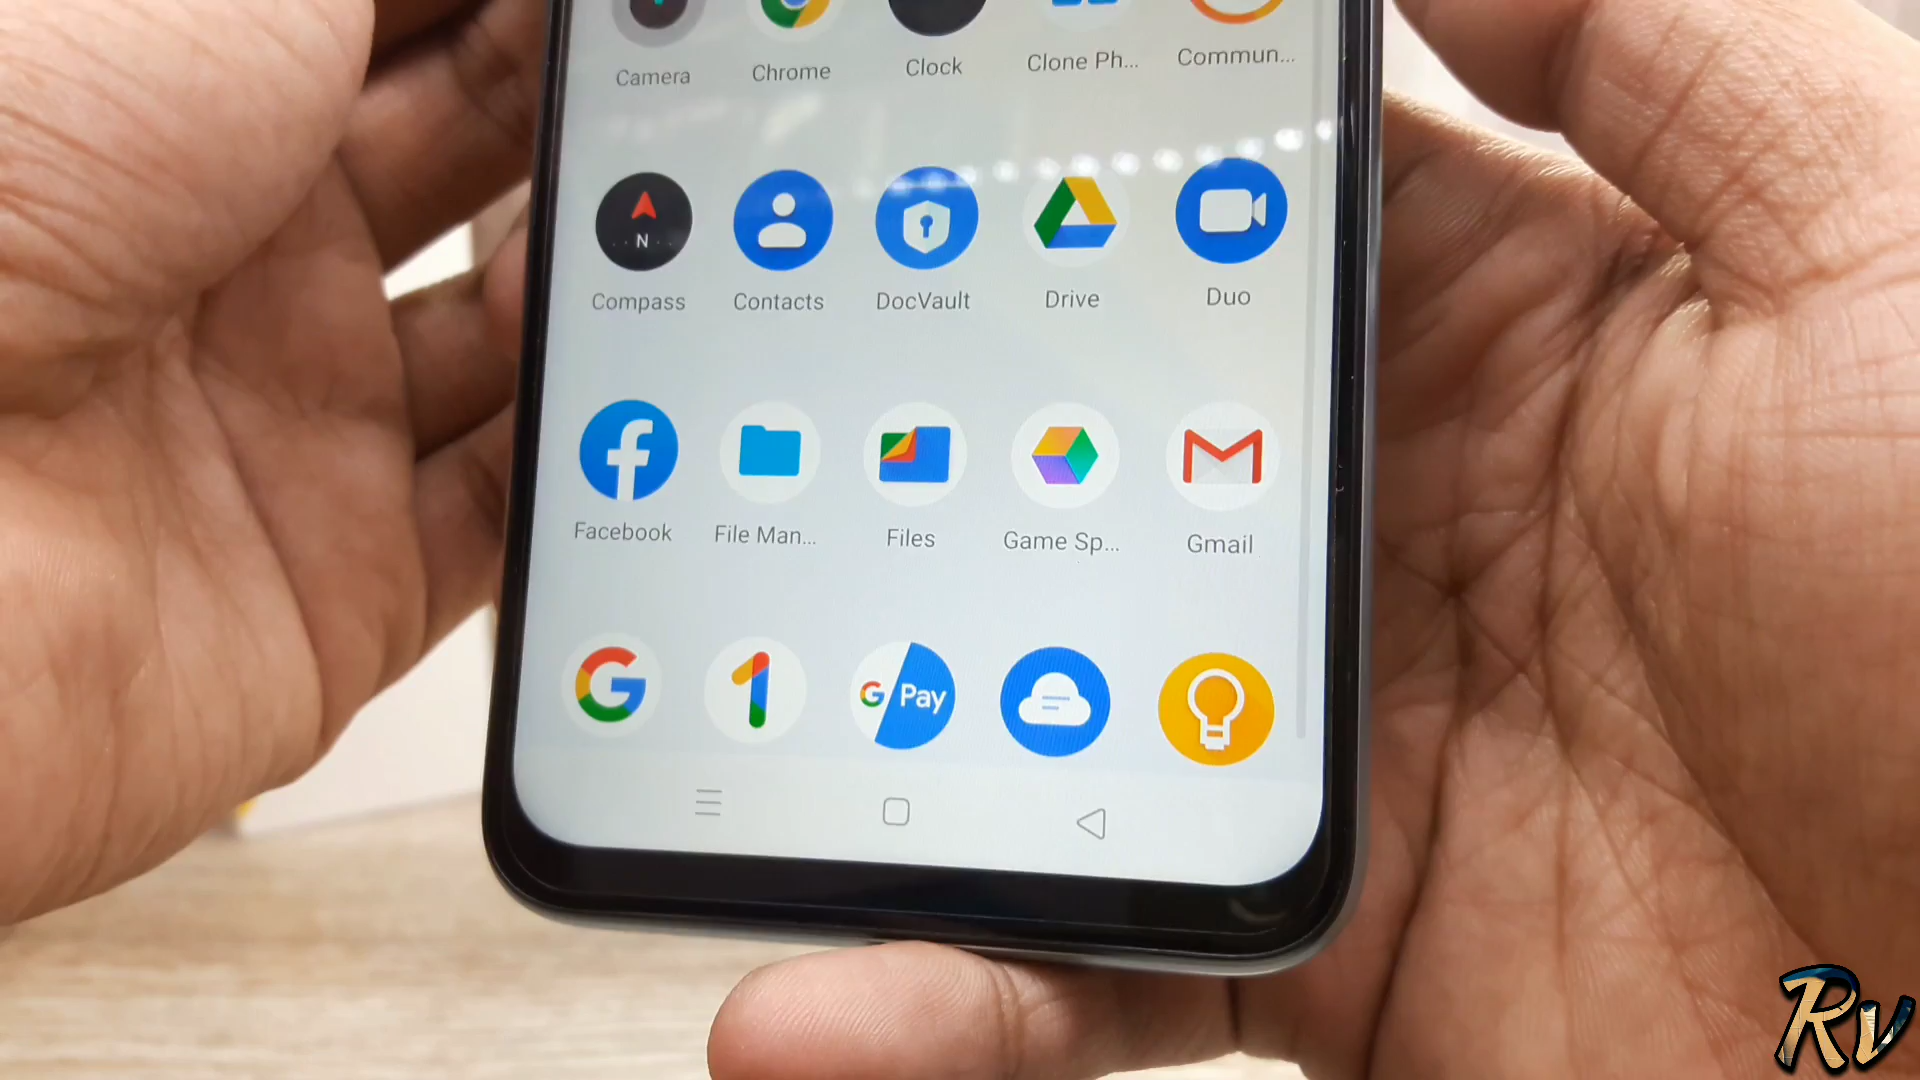 Camera Chrome Clock Clone Ph... Commun...
N
Compass Contacts DocVault Drive Duo
Facebook File Man... Files Game Sp... Gmail
G 1 G Pay
Rv